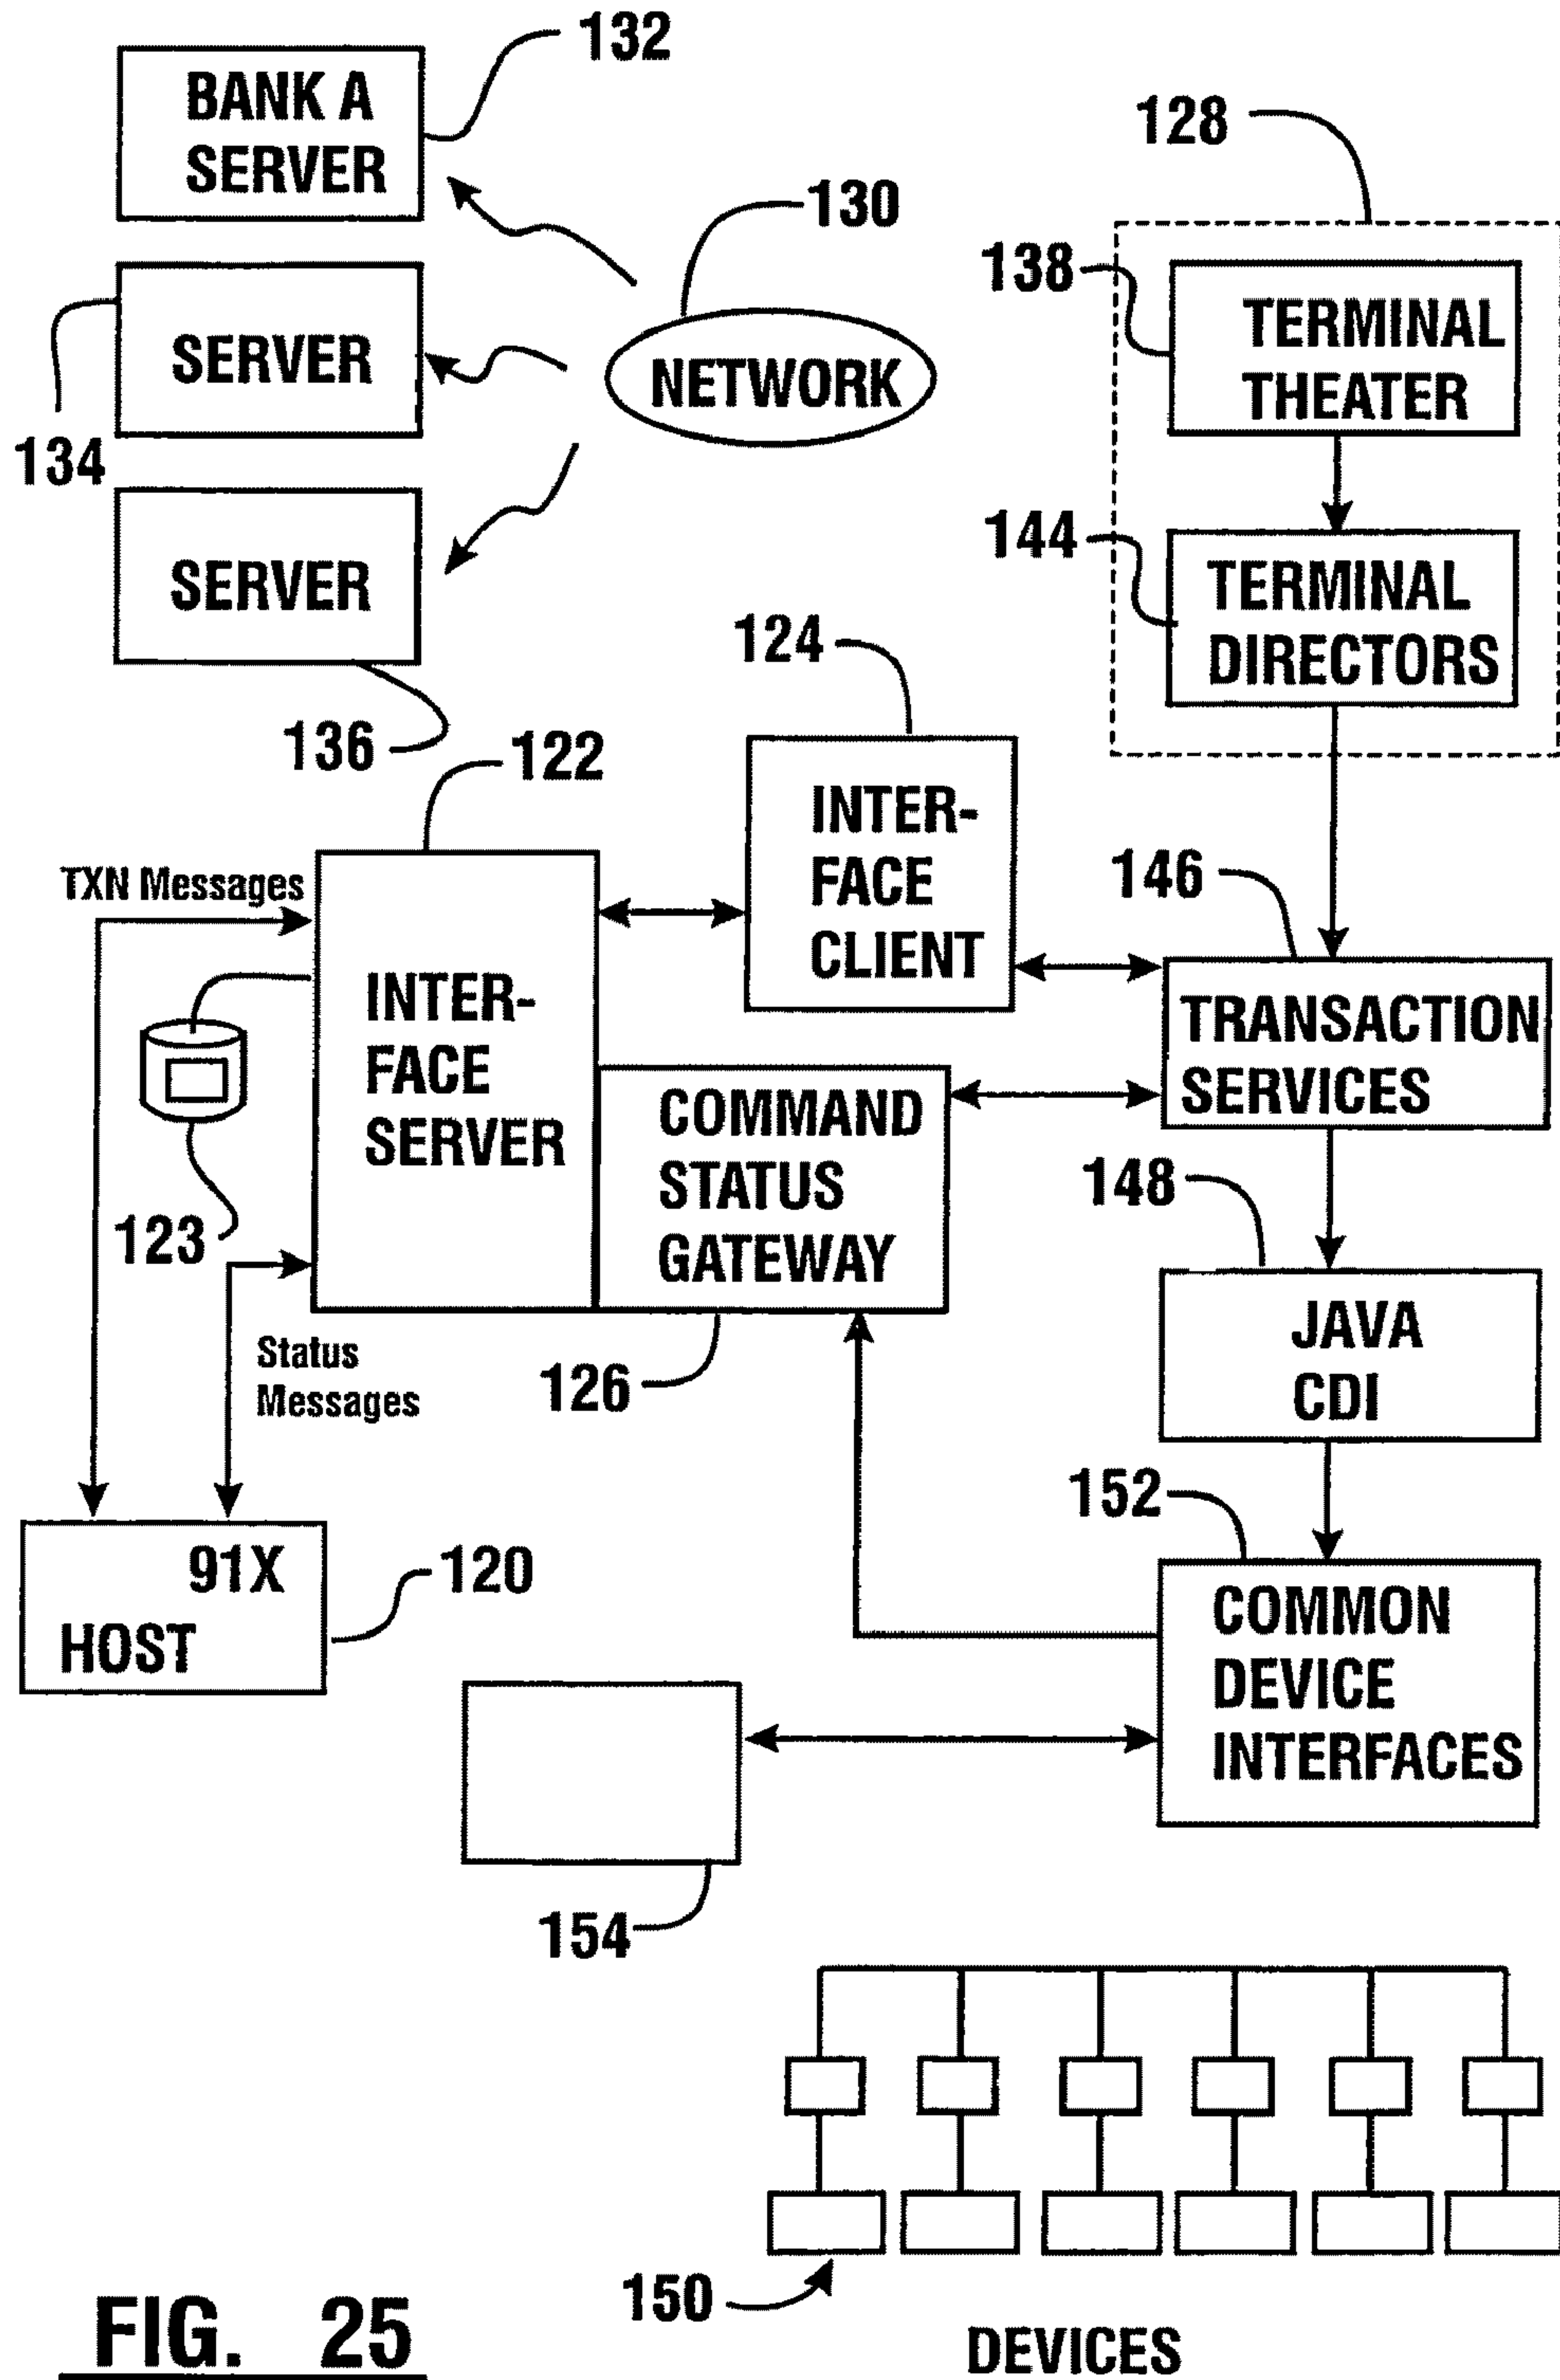 132
BANK A
SERVER
128
130
138
TERMINAL
THEATER
SERVER
NETWORK
134
144
TERMINAL
DIRECTORS
SERVER
124
136
122
INTER-
FACE
CLIENT
146
TXN Messages
INTER-
FACE
SERVER
TRANSACTION
SERVICES
COMMAND
STATUS
GATEWAY
123
148
JAVA
CDI
Status
Messages
126
152
91X
HOST
120
COMMON
DEVICE
INTERFACES
154
150
DEVICES
FIG. 25